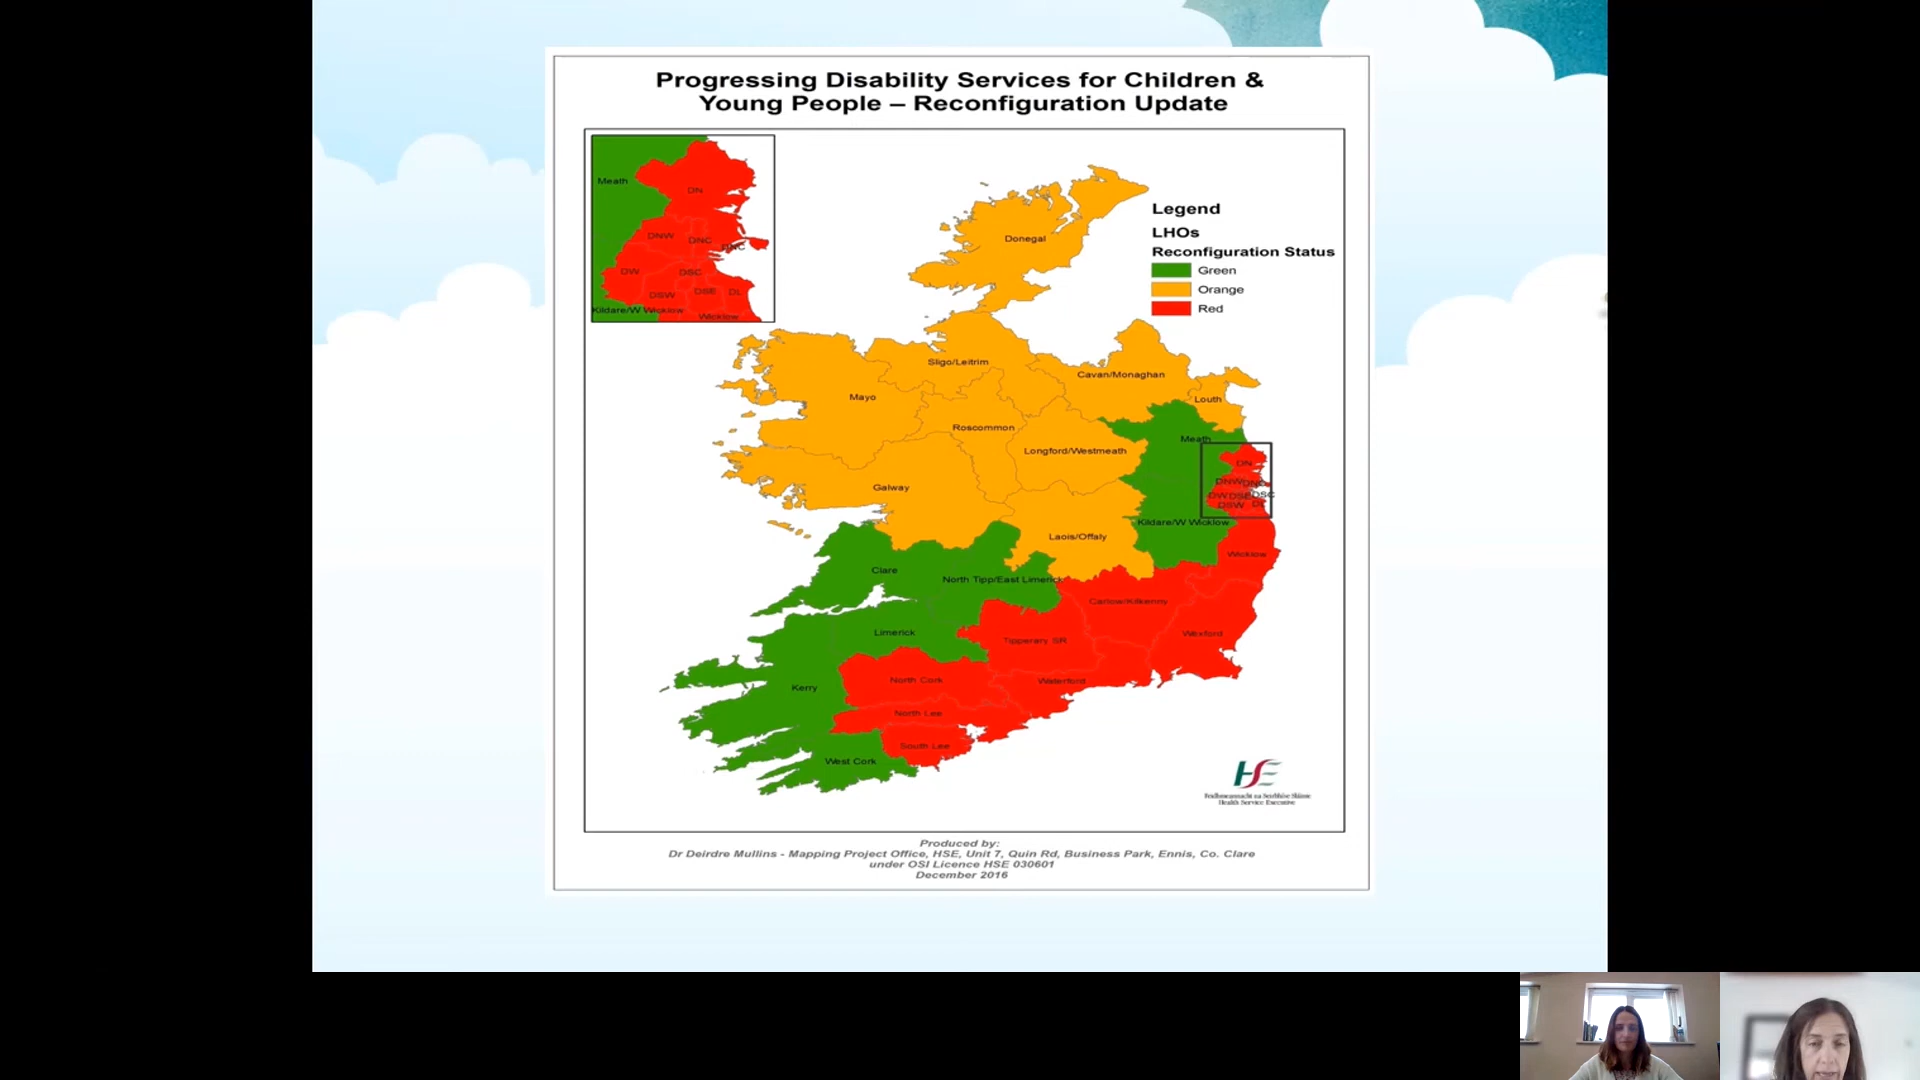 Progressing Disability Services for Children &
Young People – Reconfiguration Update
Meath
DN
DNW
DNC
DNC
DW
DSC
DSW
DSE
DL
Kildare/W Wicklow
Wicklow
Legend
LHOs
Reconfiguration Status
Green
Orange
Red
Donegal
Sligo/Leitrim
Cavan/Monaghan
Mayo
Louth
Roscommon
Meath
Longford/Westmeath
DN
Galway
DNW
DNC
DW
DSE
DSC
DSW
DL
Kildare/W Wicklow
Laois/Offaly
Wicklow
Clare
North Tipp/East Limerick
Carlow/Kilkenny
Limerick
Tipperary SR
Wexford
North Cork
Waterford
Kerry
North Lee
South Lee
West Cork
HSE
Feidhmeannacht na Seirbhíse Sláinte
Health Service Executive
Produced by:
Dr Deirdre Mullins - Mapping Project Office, HSE, Unit 7, Quin Rd, Business Park, Ennis, Co. Clare
under OSI Licence HSE 030601
December 2016